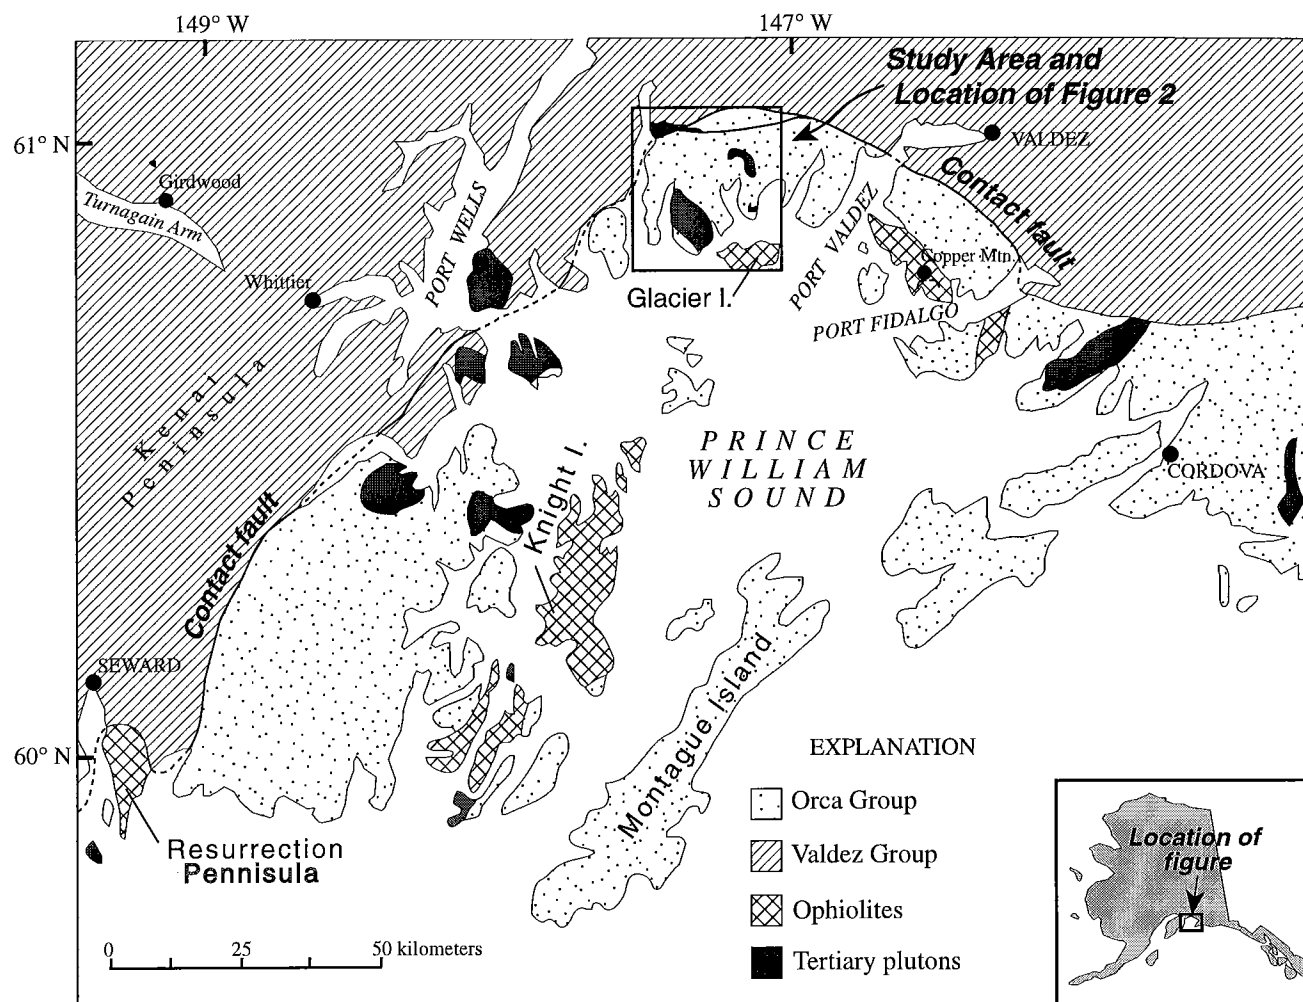 149° W
147° W
Study Area and
Location of Figure 2
61° N
VALDEZ
Girdwood
Turnagain Arm
PORT WELLS
Contact fault
PORT VALDEZ
Copper Mtn.
Whittier
Glacier I.
PORT FIDALGO
Kenai
Peninsula
PRINCE
WILLIAM
SOUND
Knight I.
CORDOVA
Contact fault
SEWARD
Montague Island
60° N
EXPLANATION
Orca Group
Valdez Group
Ophiolites
Tertiary plutons
Resurrection
Pennisula
0 25 50 kilometers
Location of
figure